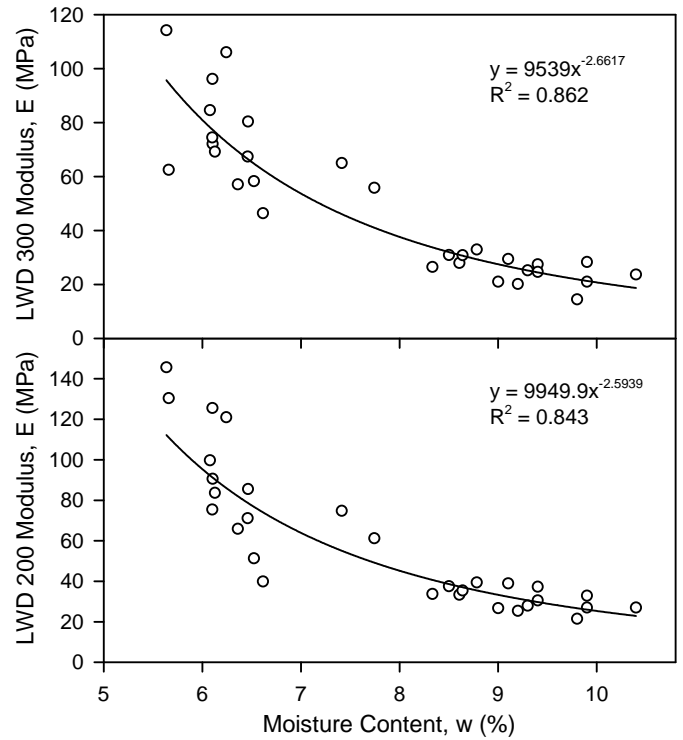 120
100
80
60
40
20
0
LWD 300 Modulus, E (MPa)
y = 9539x^-2.6617
R² = 0.862
140
120
100
80
60
40
20
0
LWD 200 Modulus, E (MPa)
y = 9949.9x^-2.5939
R² = 0.843
5 6 7 8 9 10
Moisture Content, w (%)